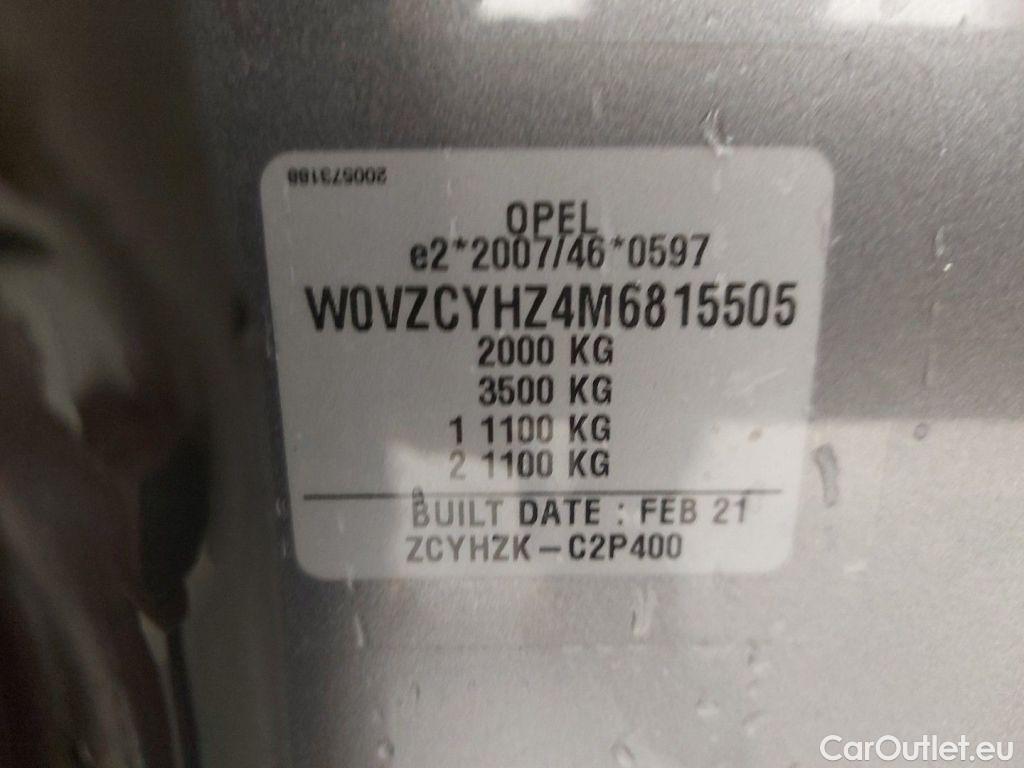 200573188
OPEL
e2*2007/46*0597
W0VZCYHZ4M6815505
2000 KG
3500 KG
1 1100 KG
2 1100 KG
BUILT DATE : FEB 21
ZCYHZK-C2P400
CarOutlet.eu